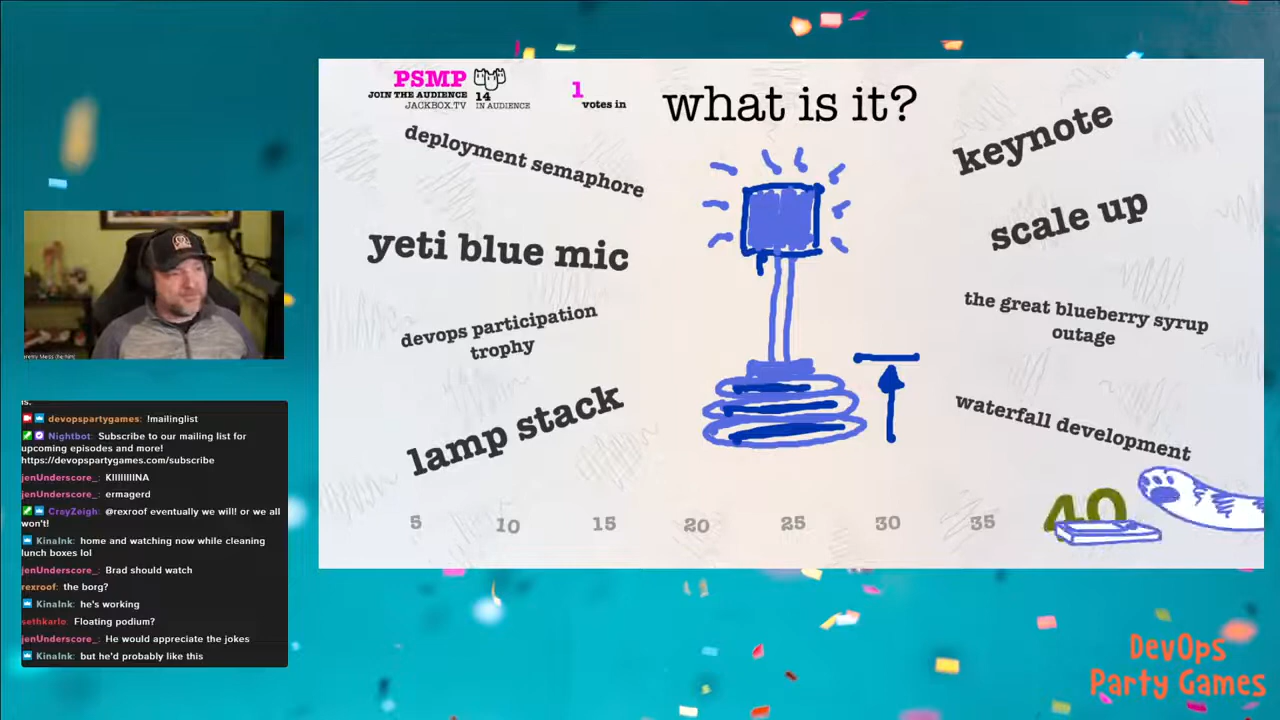 PSMP
JOIN THE AUDIENCE
JACKBOX.TV
14
IN AUDIENCE
1
votes in
what is it?
deployment semaphore
yeti blue mic
devops participation
trophy
lamp stack
keynote
scale up
the great blueberry syrup
outage
waterfall development
5
10
15
20
25
30
35
40
is.
devopspartygames: !mailinglist
Nightbot: Subscribe to our mailing list for
upcoming episodes and more!
https://devopspartygames.com/subscribe
jenUnderscore_: KIIIIIIINA
jenUnderscore_: ermagerd
CrayZeigh: @rexroof eventually we will! or we all
won't!
KinaInk: home and watching now while cleaning
lunch boxes lol
jenUnderscore_: Brad should watch
rexroof: the borg?
KinaInk: he's working
sethkarlo: Floating podium?
jenUnderscore_: He would appreciate the jokes
KinaInk: but he'd probably like this
DevOps
Party Games